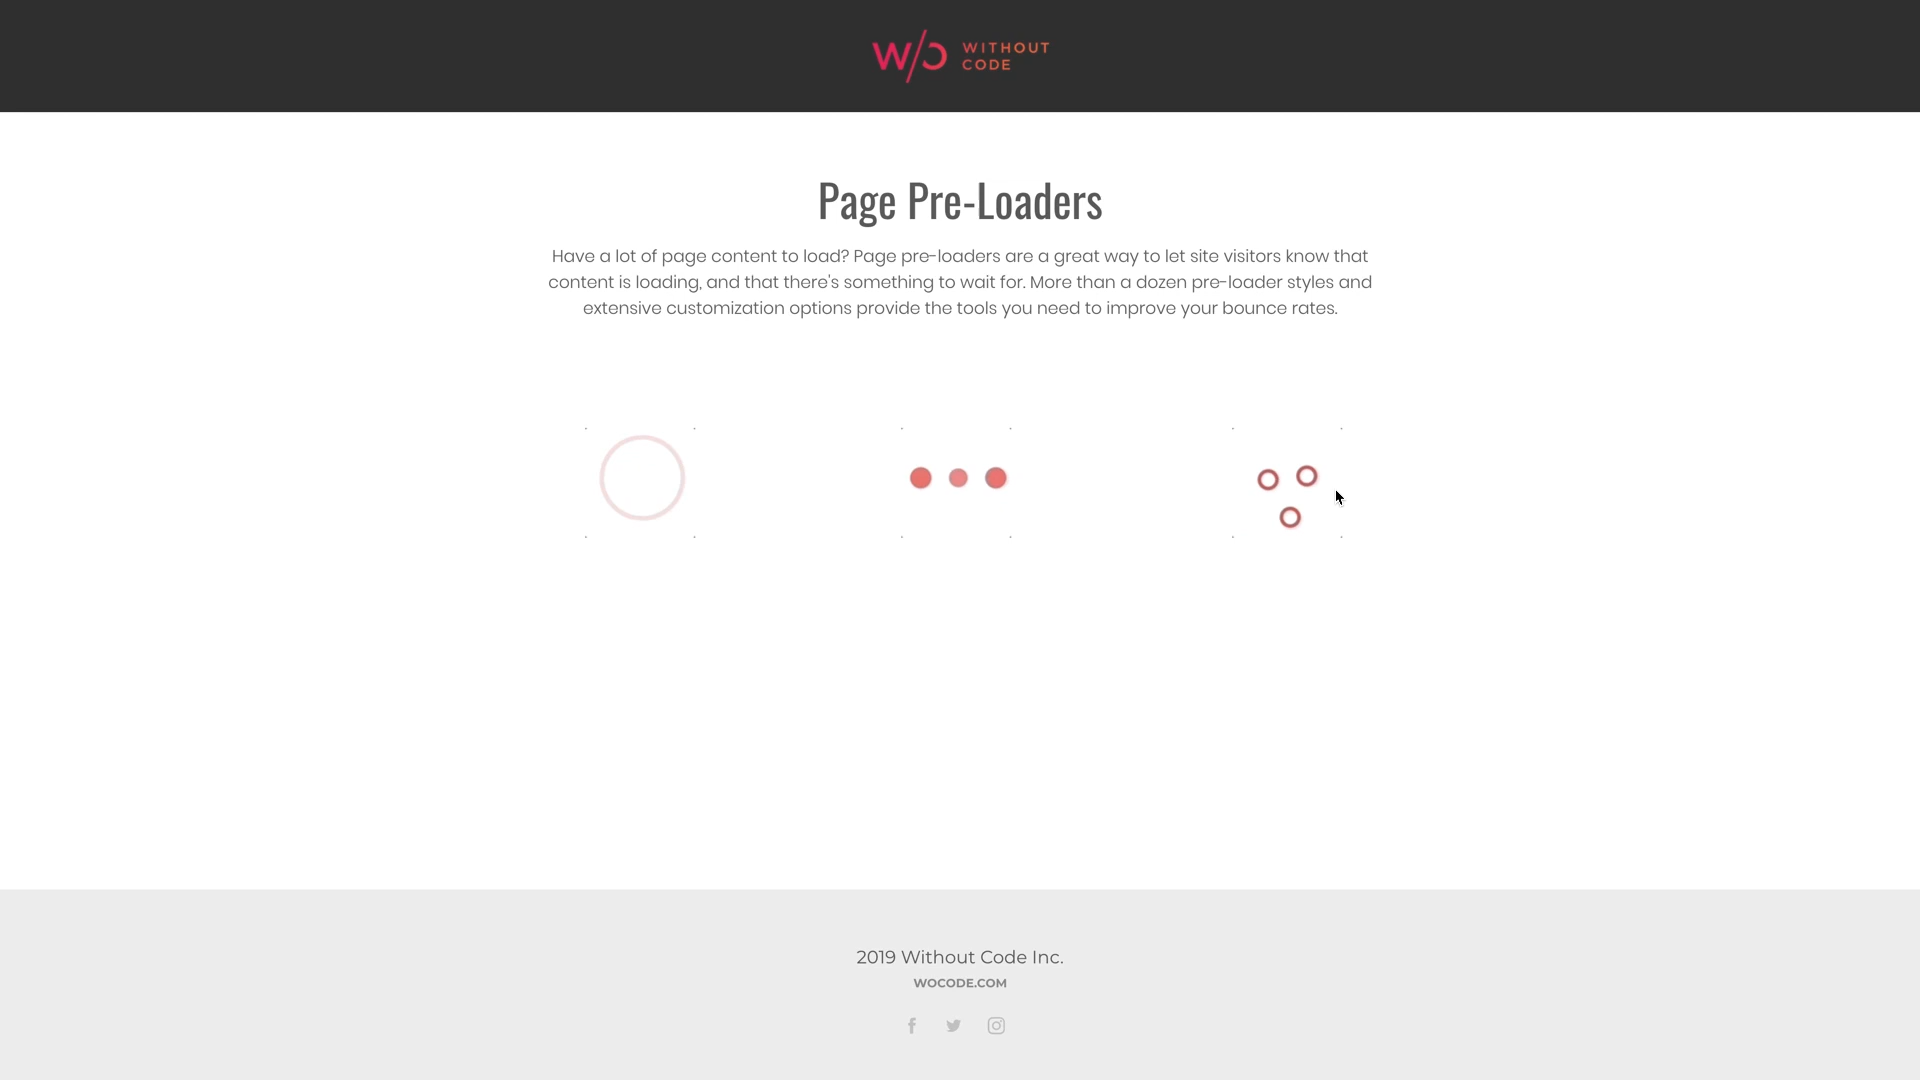 W/O WITHOUT
CODE
Page Pre-Loaders
Have a lot of page content to load? Page pre-loaders are a great way to let site visitors know that
content is loading, and that there's something to wait for. More than a dozen pre-loader styles and
extensive customization options provide the tools you need to improve your bounce rates.
2019 Without Code Inc.
WOCODE.COM